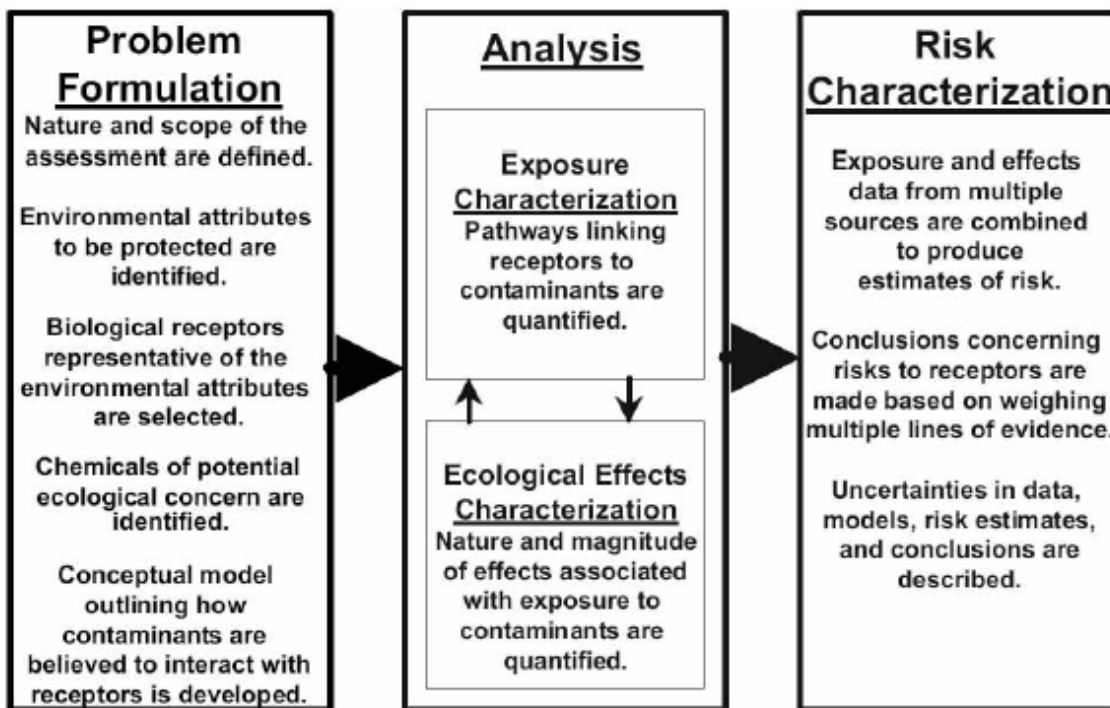 Problem
Formulation
Nature and scope of the
assessment are defined.
Environmental attributes
to be protected are
identified.
Biological receptors
representative of the
environmental attributes
are selected.
Chemicals of potential
ecological concern are
identified.
Conceptual model
outlining how
contaminants are
believed to interact with
receptors is developed.
Analysis
Exposure
Characterization
Pathways linking
receptors to
contaminants are
quantified.
Ecological Effects
Characterization
Nature and magnitude
of effects associated
with exposure to
contaminants are
quantified.
Risk
Characterization
Exposure and effects
data from multiple
sources are combined
to produce
estimates of risk.
Conclusions concerning
risks to receptors are
made based on weighing
multiple lines of evidence.
Uncertainties in data,
models, risk estimates,
and conclusions are
described.